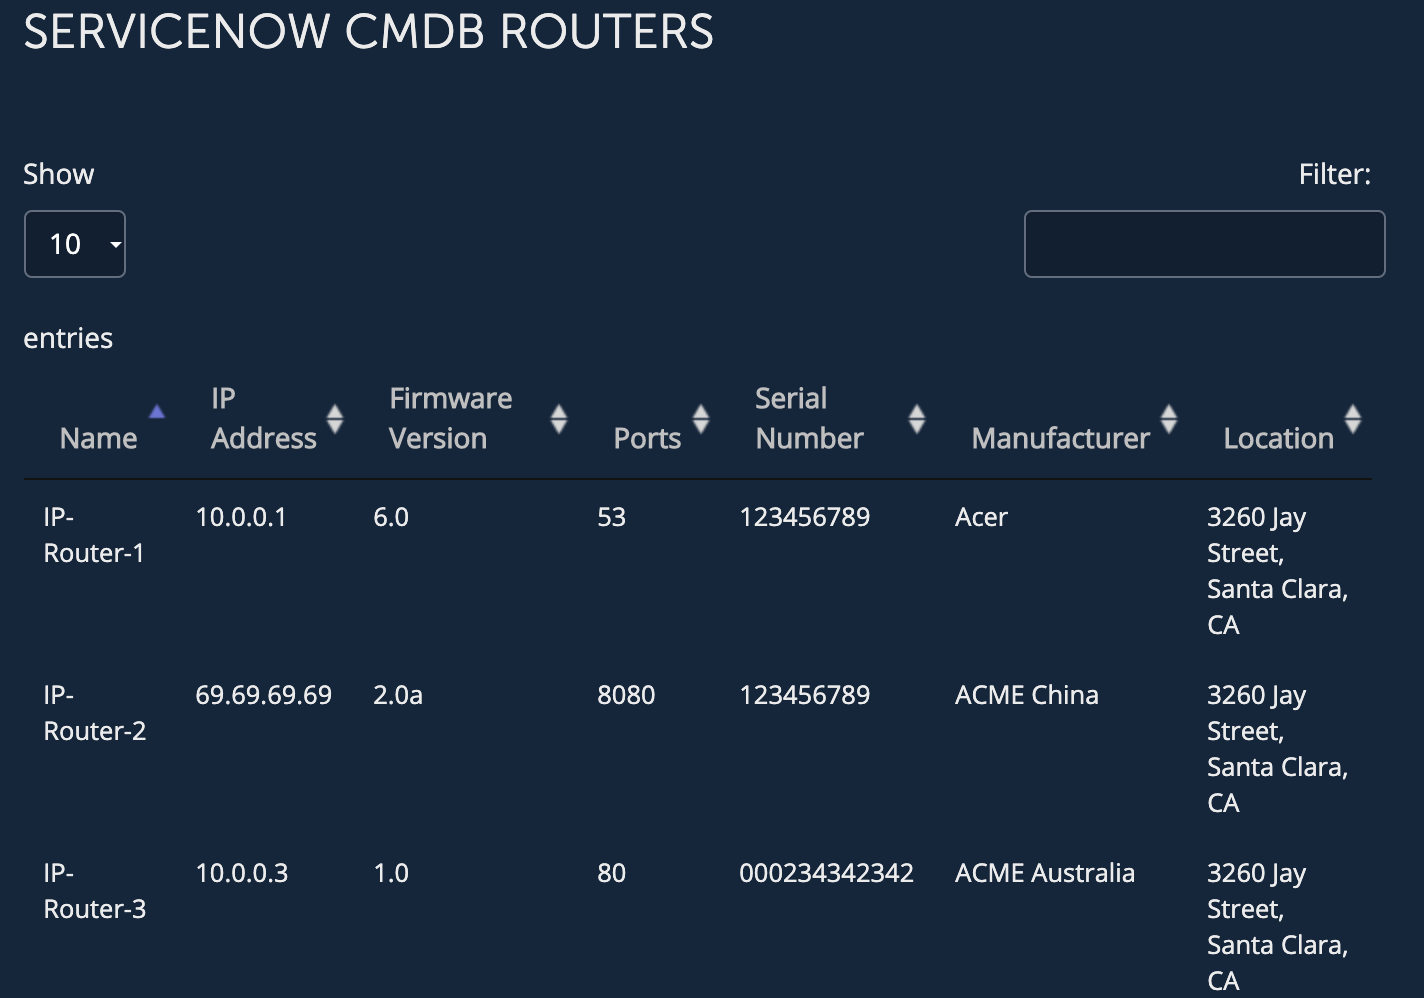 SERVICENOW CMDB ROUTERS
Show
Filter:
10
entries
Name
IP
Address
Firmware
Version
Ports
Serial
Number
Manufacturer
Location
IP-
Router-1
10.0.0.1
6.0
53
123456789
Acer
3260 Jay
Street,
Santa Clara,
CA
IP-
Router-2
69.69.69.69
2.0a
8080
123456789
ACME China
3260 Jay
Street,
Santa Clara,
CA
IP-
Router-3
10.0.0.3
1.0
80
000234342342
ACME Australia
3260 Jay
Street,
Santa Clara,
CA